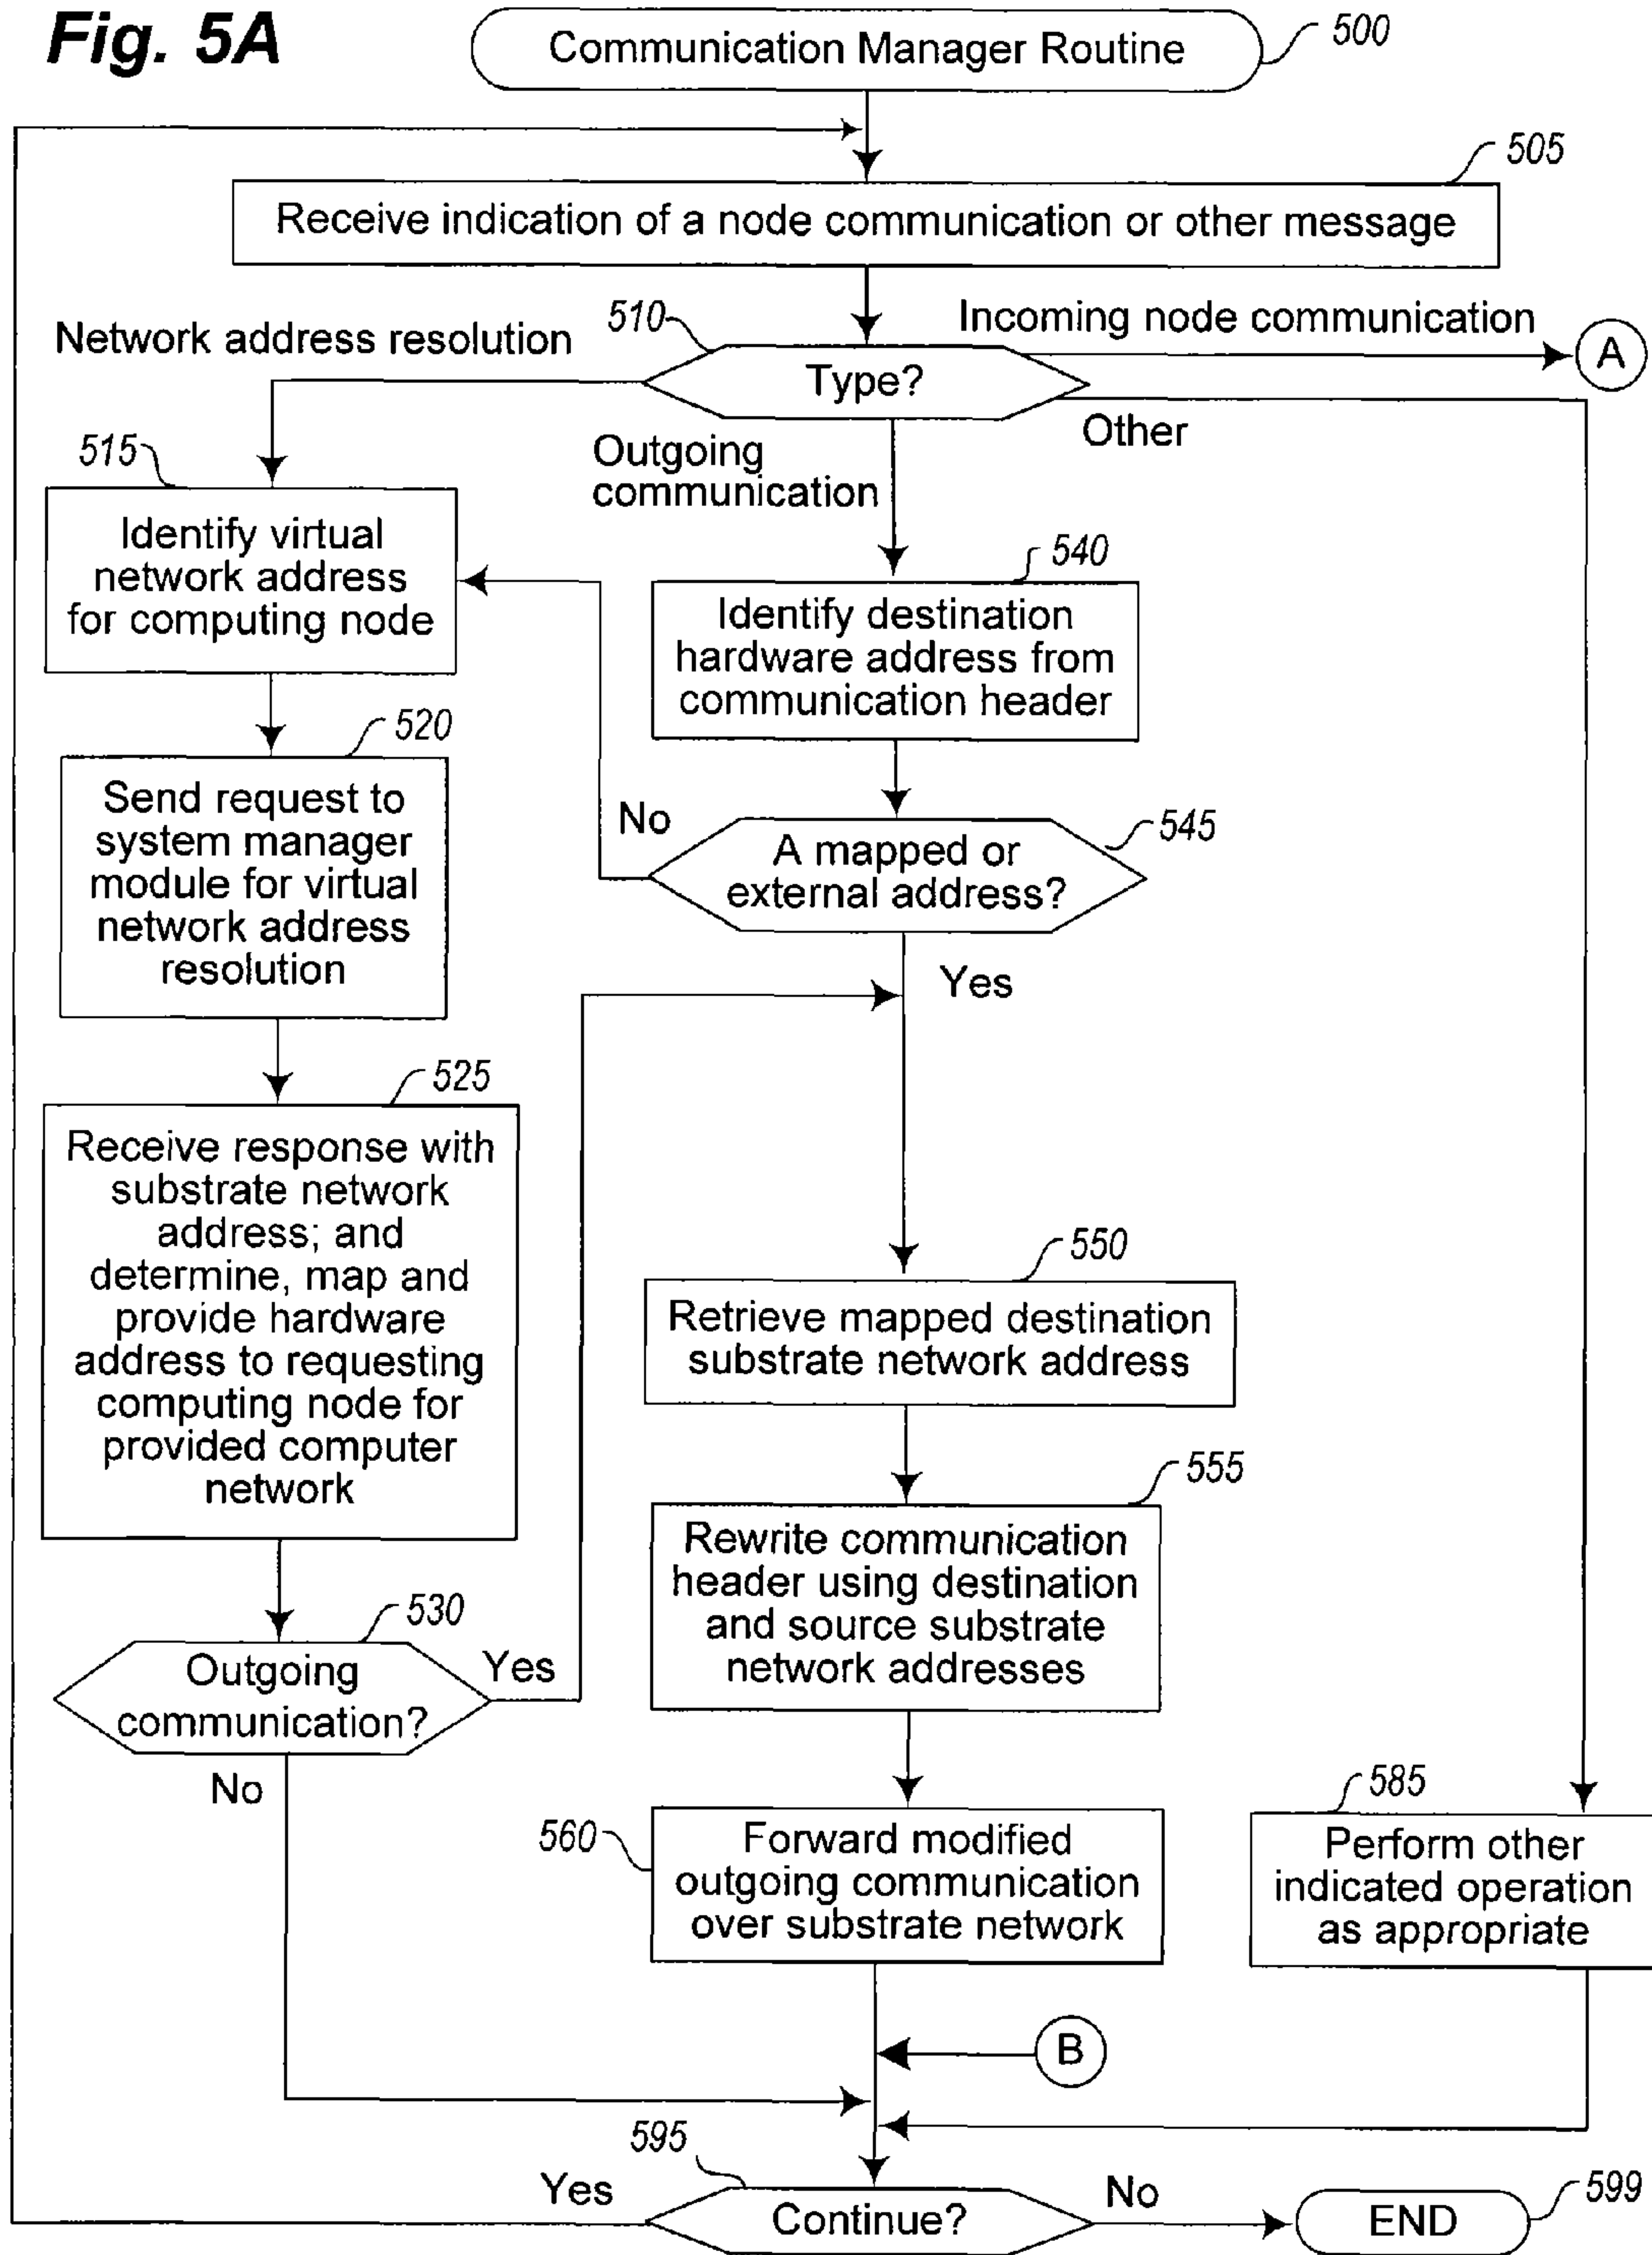 Fig. 5A
Communication Manager Routine
500
505
Receive indication of a node communication or other message
Network address resolution
510
Incoming node communication
A
Type?
Other
515
Outgoing
communication
Identify virtual
network address
for computing node
540
Identify destination
hardware address from
communication header
520
Send request to
system manager
module for virtual
network address
resolution
No
545
A mapped or
external address?
Yes
525
Receive response with
substrate network
address; and
determine, map and
provide hardware
address to requesting
computing node for
provided computer
network
550
Retrieve mapped destination
substrate network address
555
Rewrite communication
header using destination
and source substrate
network addresses
530
Outgoing
communication?
Yes
No
560
Forward modified
outgoing communication
over substrate network
585
Perform other
indicated operation
as appropriate
B
595
Yes
Continue?
No
END
599